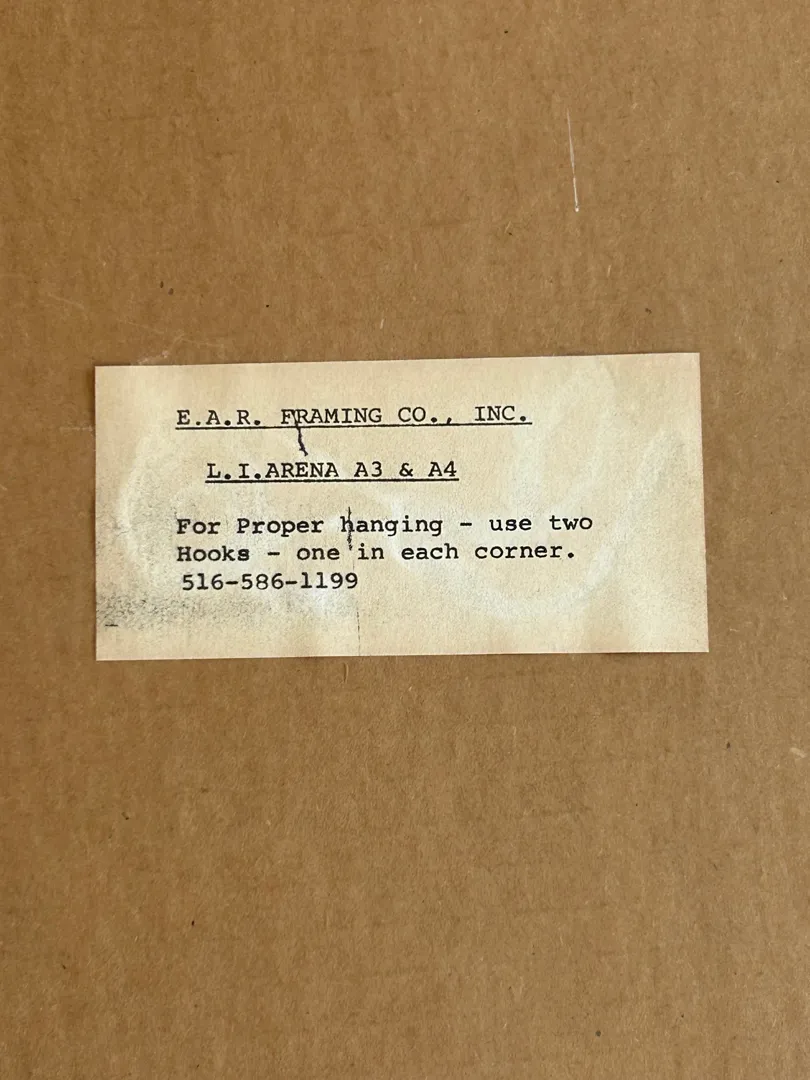 E.A.R. FRAMING CO., INC.
L.I.ARENA A3 & A4
For Proper hanging - use two
Hooks - one in each corner.
516-586-1199